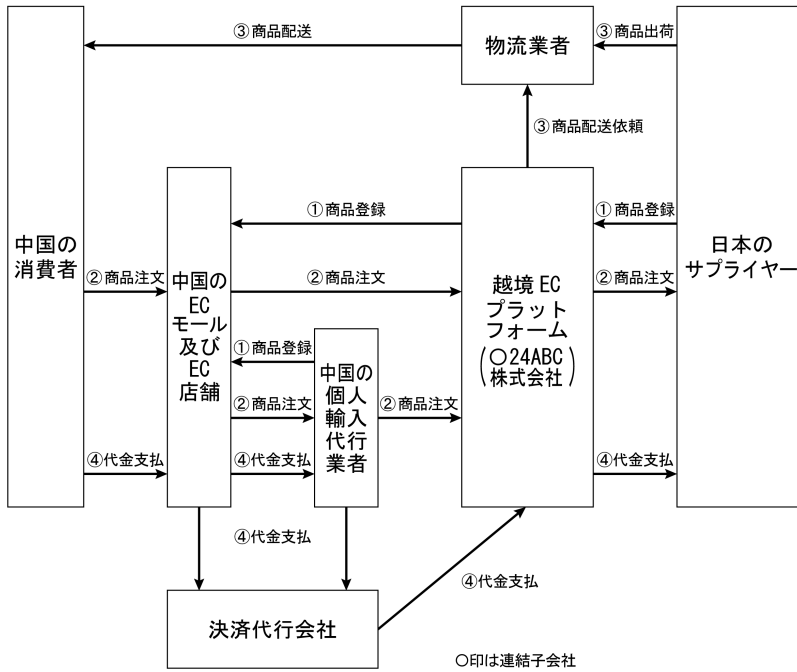 ③商品配送
物流業者
③商品出荷
③商品配送依頼
①商品登録
①商品登録
中国の
消費者
②商品注文
中国の
EC
モール
及び
EC
店舗
②商品注文
越境 EC
プラット
フォーム
(○24ABC
株式会社)
②商品注文
日本の
サプライヤー
①商品登録
②商品注文
中国の
個人
輸入
代行
業者
②商品注文
④代金支払
④代金支払
④代金支払
④代金支払
④代金支払
決済代行会社
○印は連結子会社